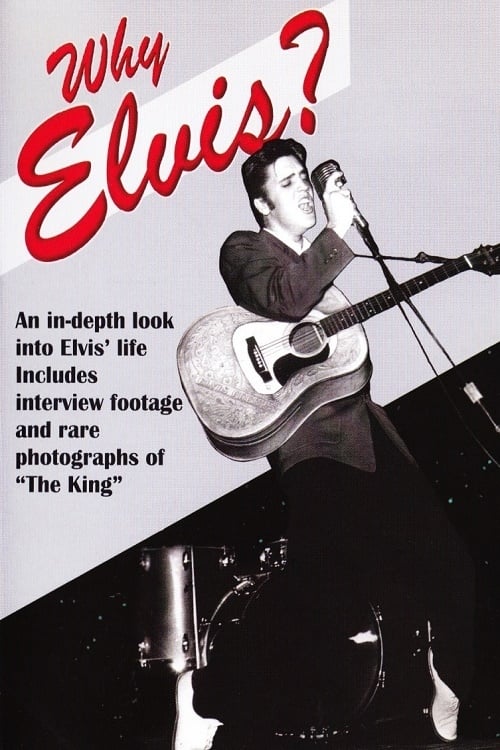 Why
Elvis?
An in-depth look
into Elvis’ life
Includes
interview footage
and rare
photographs of
“The King”